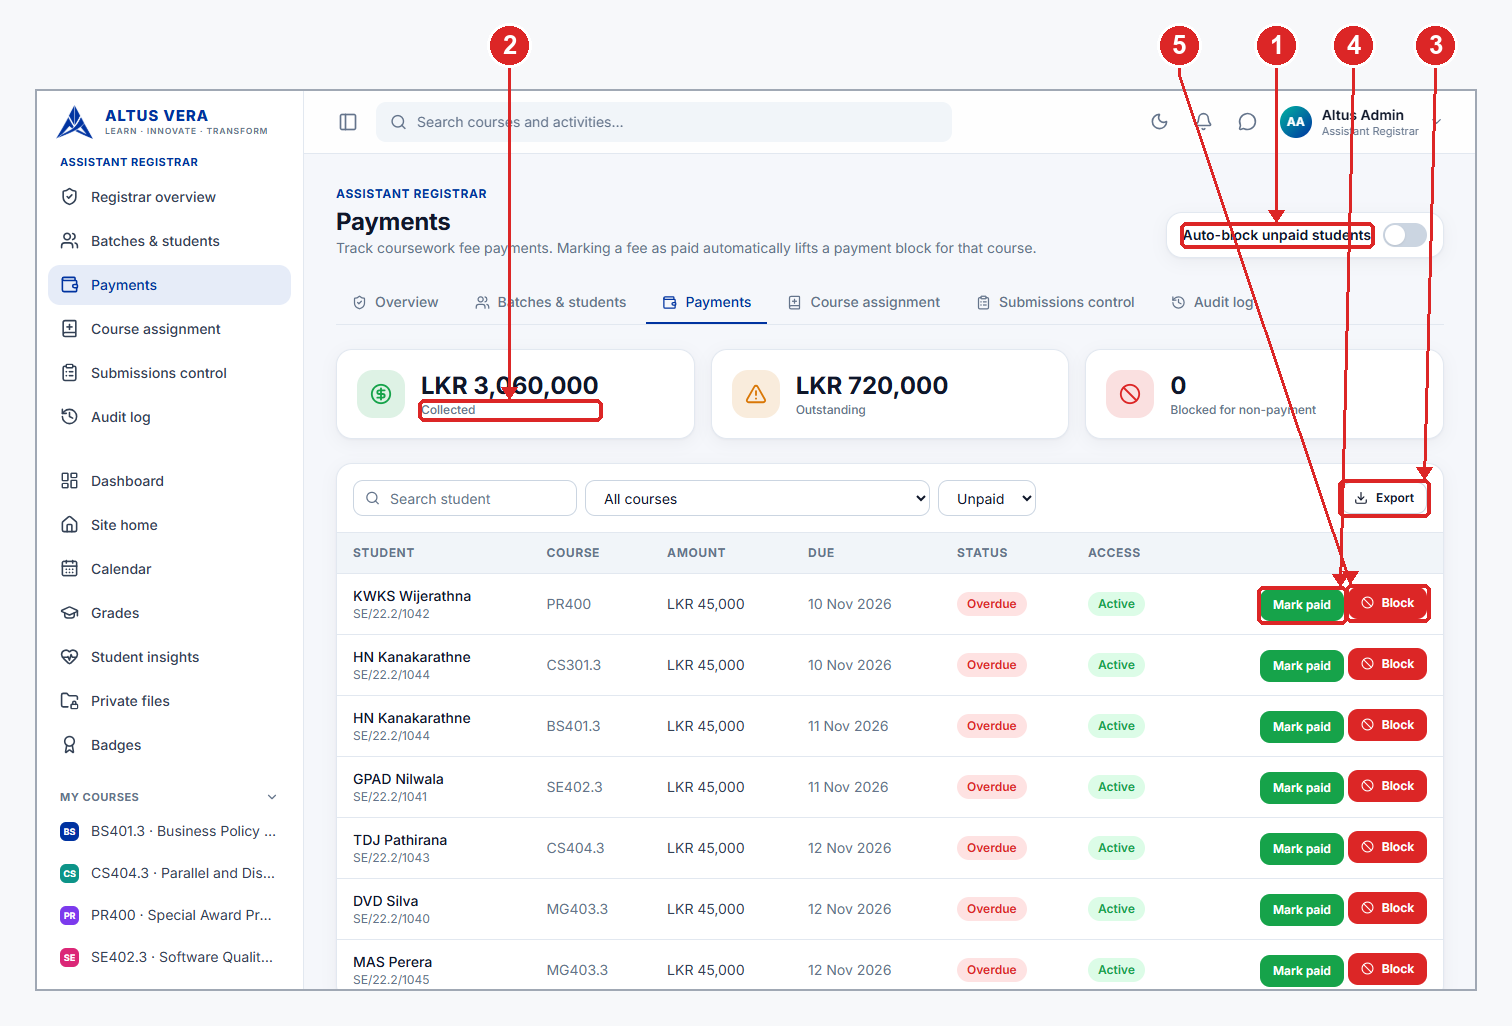 2
5
1
4
3
ALTUS VERA
LEARN · INNOVATE · TRANSFORM
Search courses and activities...
AA
Altus Admin
Assistant Registrar
ASSISTANT REGISTRAR
Registrar overview
Batches & students
Payments
Course assignment
Submissions control
Audit log
Dashboard
Site home
Calendar
Grades
Student insights
Private files
Badges
MY COURSES
BS BS401.3 · Business Policy ...
CS CS404.3 · Parallel and Dis...
PR PR400 · Special Award Pr...
SE SE402.3 · Software Qualit...
ASSISTANT REGISTRAR
Payments
Track coursework fee payments. Marking a fee as paid automatically lifts a payment block for that course.
Auto-block unpaid students
Overview Batches & students Payments Course assignment Submissions control Audit log
LKR 3,060,000
Collected
LKR 720,000
Outstanding
0
Blocked for non-payment
Search student All courses Unpaid Export
STUDENT COURSE AMOUNT DUE STATUS ACCESS
KWKS Wijerathna
SE/22.2/1042
PR400 LKR 45,000 10 Nov 2026 Overdue Active Mark paid Block
HN Kanakarathne
SE/22.2/1044
CS301.3 LKR 45,000 10 Nov 2026 Overdue Active Mark paid Block
HN Kanakarathne
SE/22.2/1044
BS401.3 LKR 45,000 11 Nov 2026 Overdue Active Mark paid Block
GPAD Nilwala
SE/22.2/1041
SE402.3 LKR 45,000 11 Nov 2026 Overdue Active Mark paid Block
TDJ Pathirana
SE/22.2/1043
CS404.3 LKR 45,000 12 Nov 2026 Overdue Active Mark paid Block
DVD Silva
SE/22.2/1040
MG403.3 LKR 45,000 12 Nov 2026 Overdue Active Mark paid Block
MAS Perera
SE/22.2/1045
MG403.3 LKR 45,000 12 Nov 2026 Overdue Active Mark paid Block